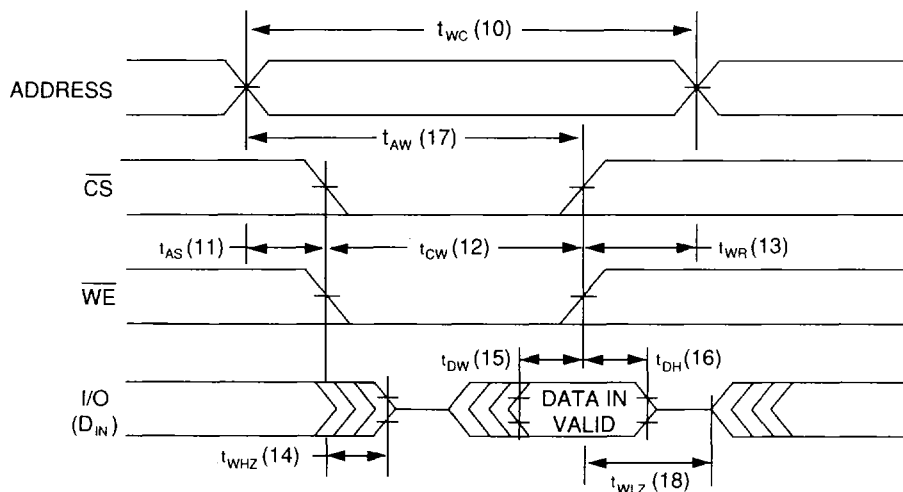 t_WC (10)
ADDRESS
t_AW (17)
CS
t_AS (11) t_CW (12) t_WR (13)
WE
t_DW (15) t_DH (16)
I/O
(D_IN)
DATA IN
VALID
t_WHZ (14)
t_WLZ (18)